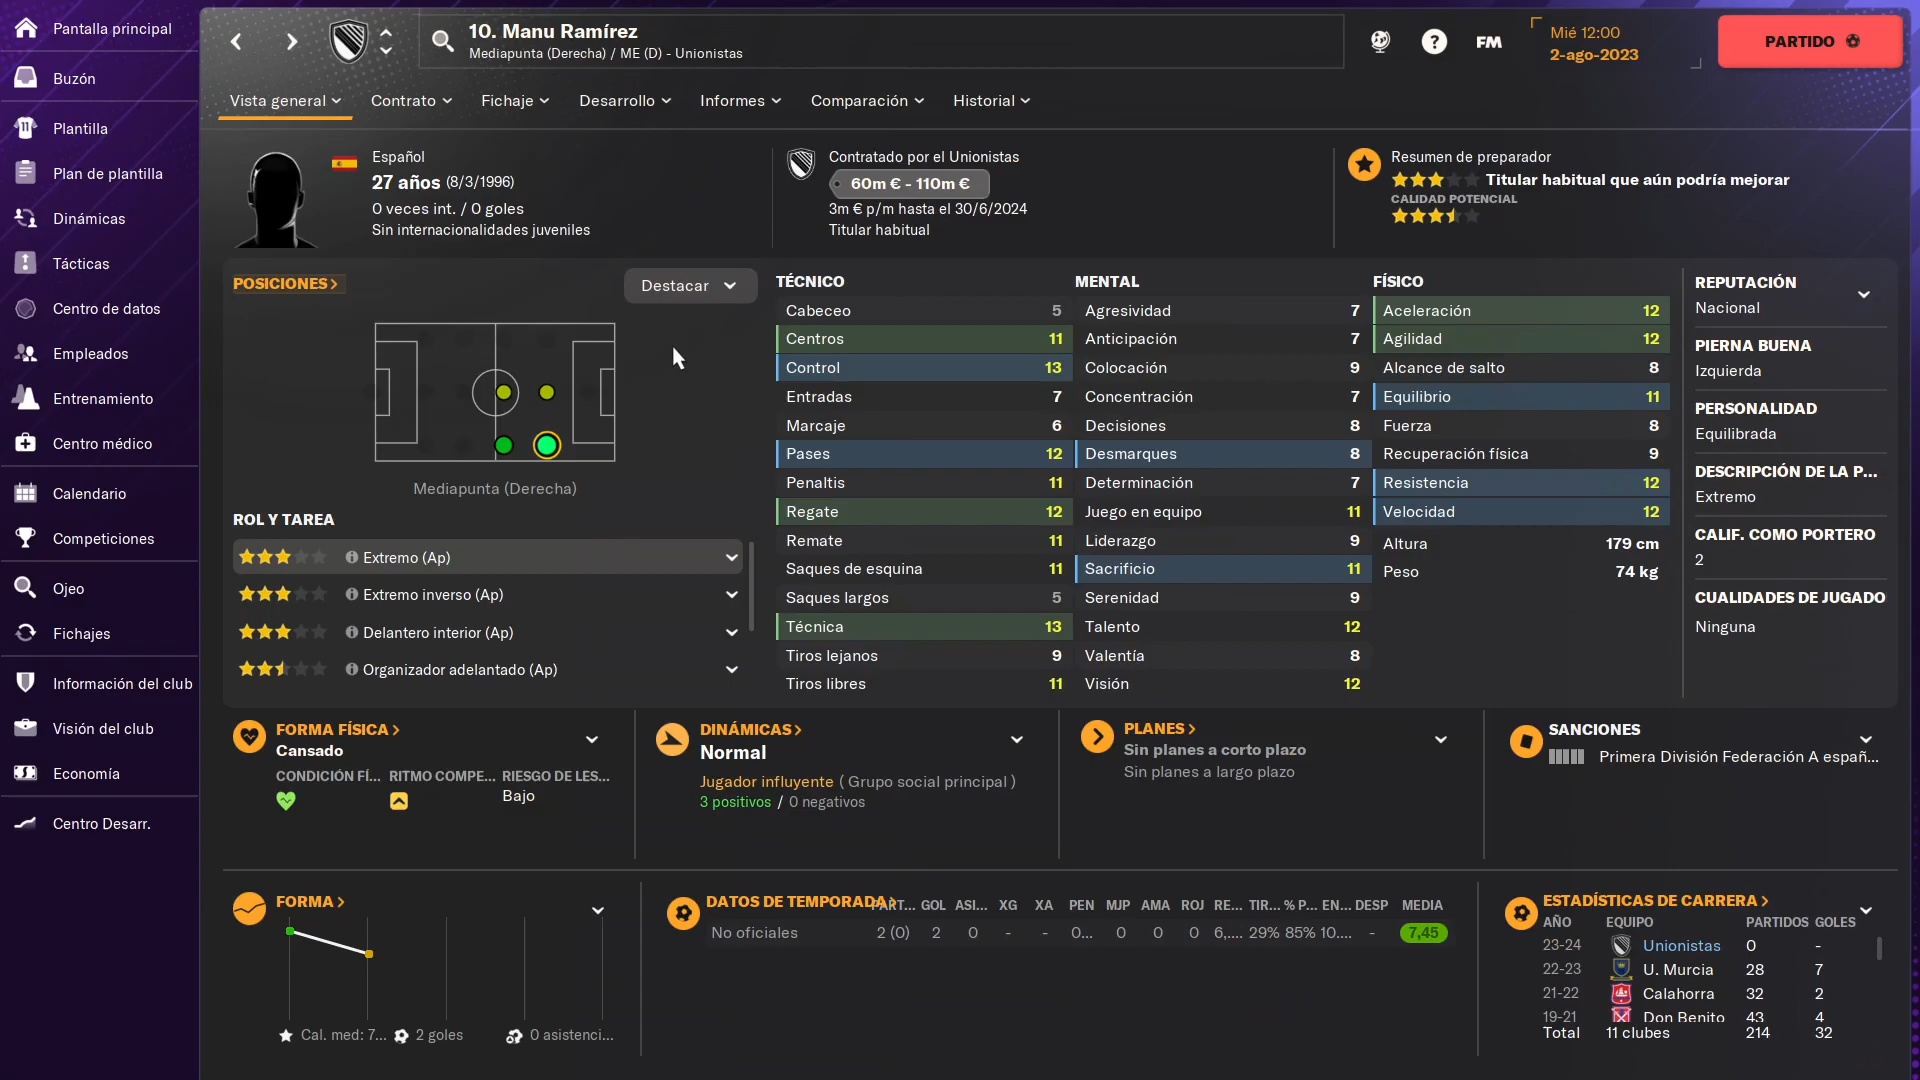 Pantalla principal
Buzón
Plantilla
Plan de plantilla
Dinámicas
Tácticas
Centro de datos
Empleados
Entrenamiento
Centro médico
Calendario
Competiciones
Ojeo
Fichajes
Información del club
Visión del club
Economía
Centro Desarr.
10. Manu Ramírez
Mediapunta (Derecha) / ME (D) - Unionistas
?
FM
Mié 12:00
2-ago-2023
PARTIDO
Vista general
Contrato
Fichaje
Desarrollo
Informes
Comparación
Historial
Español
27 años (8/3/1996)
0 veces int. / 0 goles
Sin internacionalidades juveniles
Contratado por el Unionistas
60m € - 110m €
3m € p/m hasta el 30/6/2024
Titular habitual
Resumen de preparador
Titular habitual que aún podría mejorar
CALIDAD POTENCIAL
POSICIONES >
Destacar
Mediapunta (Derecha)
ROL Y TAREA
Extremo (Ap)
Extremo inverso (Ap)
Delantero interior (Ap)
Organizador adelantado (Ap)
TÉCNICO
Cabeceo 5
Centros 11
Control 13
Entradas 7
Marcaje 6
Pases 12
Penaltis 11
Regate 12
Remate 11
Saques de esquina 11
Saques largos 5
Técnica 13
Tiros lejanos 9
Tiros libres 11
MENTAL
Agresividad 7
Anticipación 7
Colocación 9
Concentración 7
Decisiones 8
Desmarques 8
Determinación 7
Juego en equipo 11
Liderazgo 9
Sacrificio 11
Serenidad 9
Talento 12
Valentía 8
Visión 12
FÍSICO
Aceleración 12
Agilidad 12
Alcance de salto 8
Equilibrio 11
Fuerza 8
Recuperación física 9
Resistencia 12
Velocidad 12
Altura 179 cm
Peso 74 kg
REPUTACIÓN
Nacional
PIERNA BUENA
Izquierda
PERSONALIDAD
Equilibrada
DESCRIPCIÓN DE LA P...
Extremo
CALIF. COMO PORTERO
2
CUALIDADES DE JUGADO
Ninguna
FORMA FÍSICA >
Cansado
CONDICIÓN FÍ... RITMO COMPE... RIESGO DE LES...
Bajo
DINÁMICAS >
Normal
Jugador influyente ( Grupo social principal )
3 positivos / 0 negativos
PLANES >
Sin planes a corto plazo
Sin planes a largo plazo
SANCIONES
Primera División Federación A españ...
FORMA >
Cal. med: 7... 2 goles 0 asistenci...
DATOS DE TEMPORADA PART... GOL ASI... XG XA PEN MJP AMA ROJ RE... TIR... % P... EN... DESP MEDIA
No oficiales 2 (0) 2 0 - - 0... 0 0 0 6,... 29% 85% 10.... - 7,45
ESTADÍSTICAS DE CARRERA >
AÑO EQUIPO PARTIDOS GOLES
23-24 Unionistas 0 -
22-23 U. Murcia 28 7
21-22 Calahorra 32 2
19-21 Don Benito 43 4
Total 11 clubes 214 32